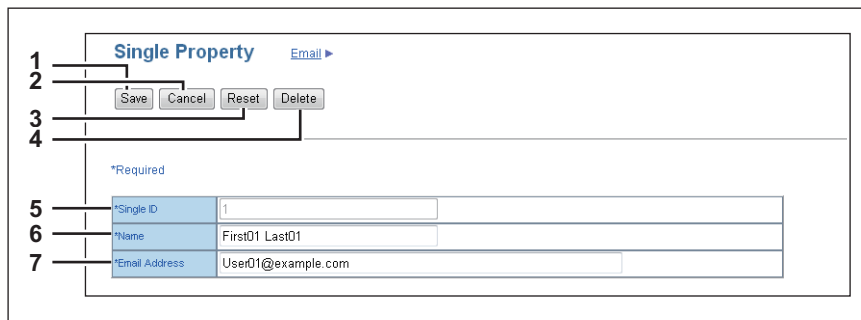 Single Property Email ►
1
2
Save Cancel Reset Delete
3
4
*Required
5 *Single ID 1
6 *Name First01 Last01
7 *Email Address User01@example.com